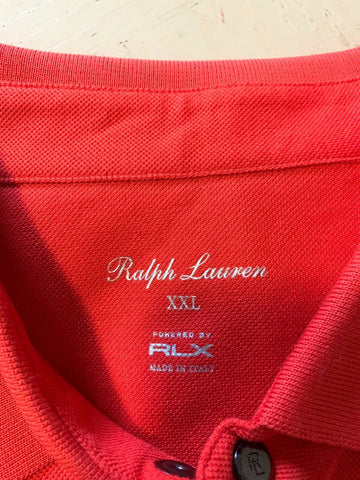 Ralph Lauren
XXL
POWERED BY
RLX
MADE IN ITALY